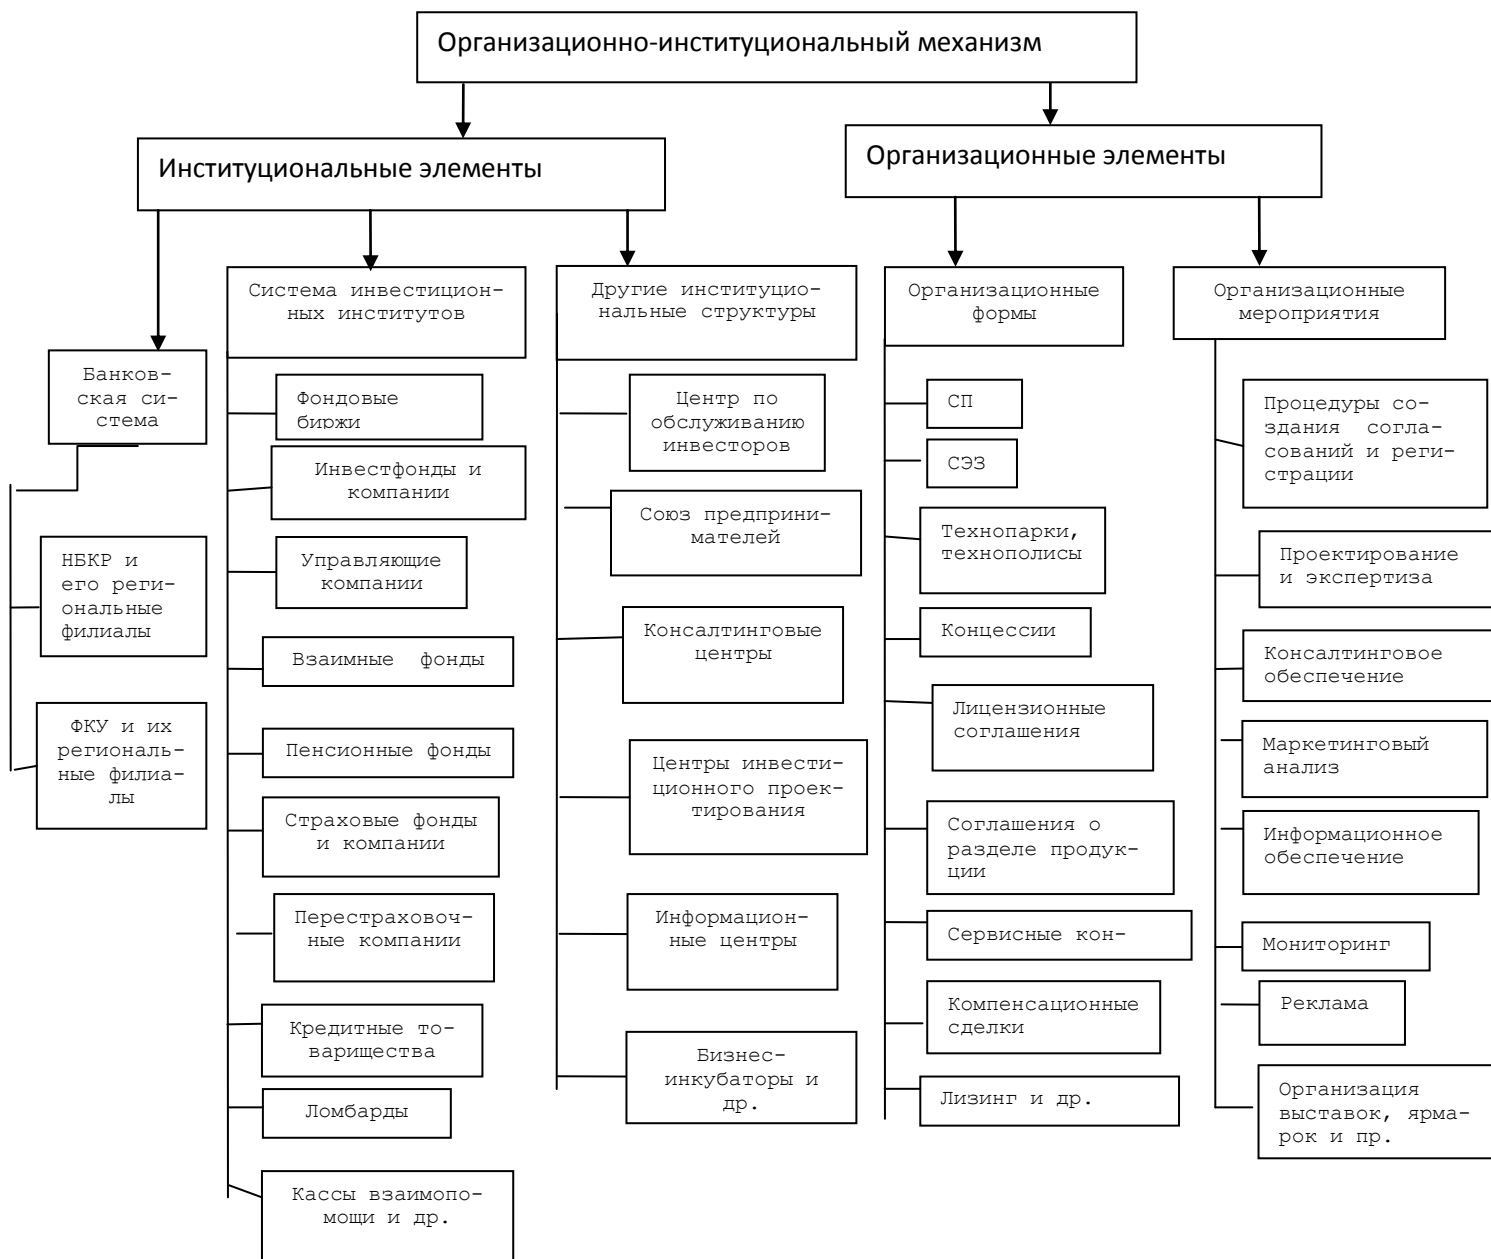 Организационно-институциональный механизм
Институциональные элементы
Организационные элементы
Банков-
ская си-
стема
НБКР и
его реги-
ональные
филиалы
ФКУ и их
региональ-
ные филиа-
лы
Система инвестицион-
ных институтов
Фондовые
биржи
Инвестфонды и
компании
Управляющие
компании
Взаимные фонды
Пенсионные фонды
Страховые фонды
и компании
Перестраховоч-
ные компании
Кредитные то-
варищества
Ломбарды
Кассы взаимопо-
мощи и др.
Другие институцио-
нальные структуры
Центр по
обслуживанию
инвесторов
Союз предприни-
мателей
Консалтинговые
центры
Центры инвести-
ционного проек-
тирования
Информацион-
ные центры
Бизнес-
инкубаторы и
др.
Организационные
формы
СП
СЭЗ
Технопарки,
технополисы
Концессии
Лицензионные
соглашения
Соглашения о
разделе продук-
ции
Сервисные кон-
Компенсационные
сделки
Лизинг и др.
Организационные
мероприятия
Процедуры со-
здания согла-
сований и реги-
страции
Проектирование
и экспертиза
Консалтинговое
обеспечение
Маркетинговый
анализ
Информационное
обеспечение
Мониторинг
Реклама
Организация
выставок, ярма-
рок и пр.